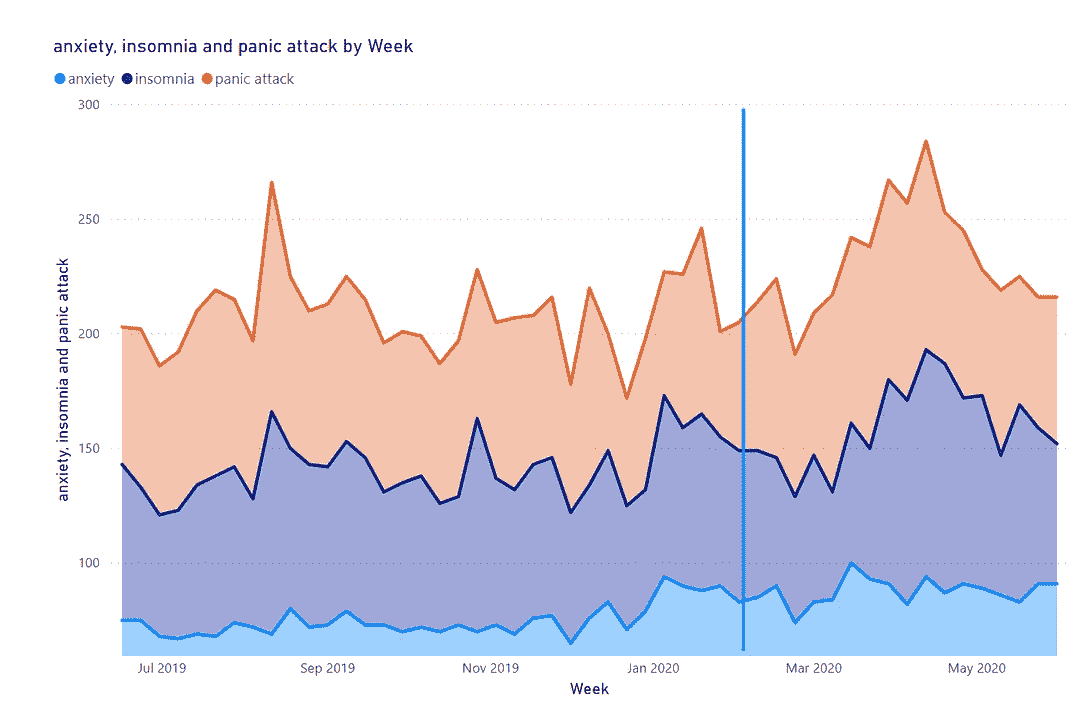 anxiety, insomnia and panic attack by Week
anxiety insomnia panic attack
300
250
200
150
100
anxiety, insomnia and panic attack
Jul 2019 Sep 2019 Nov 2019 Jan 2020 Mar 2020 May 2020
Week